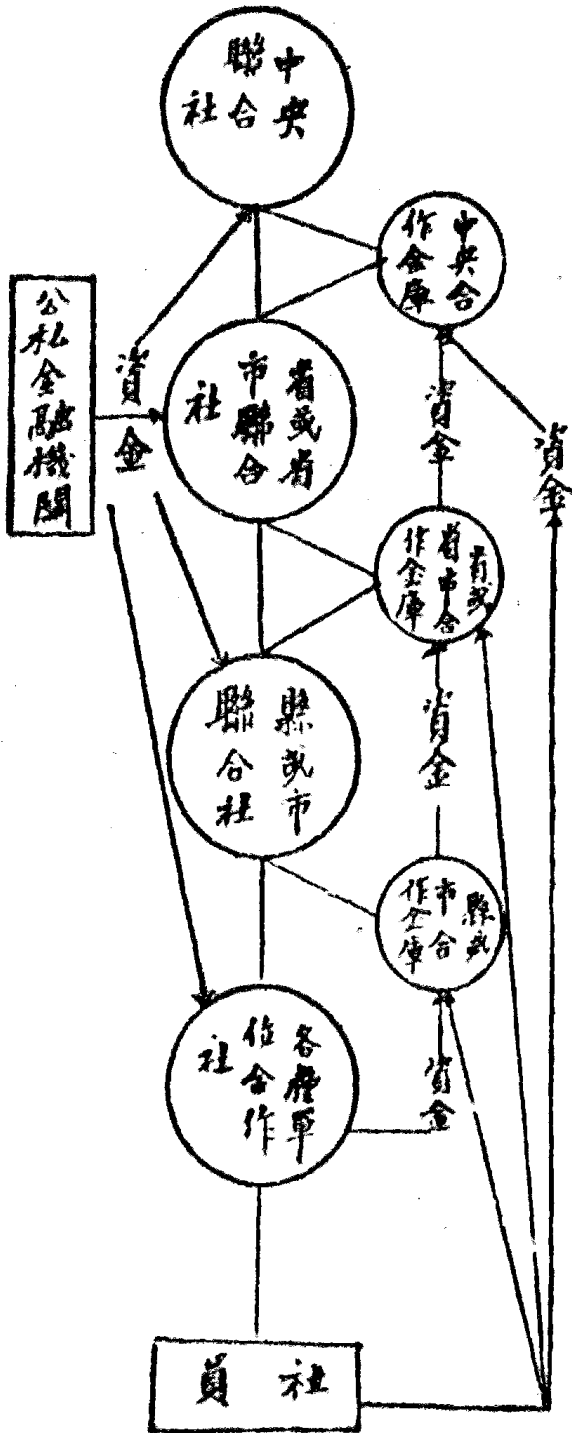 中央
聯合
社
中央合
作金庫
公私金融機關
資金
省或省
市聯合
社
資金
資金
省或
省市合
作金庫
縣或市
聯合社
資金
縣或
市合
作金庫
各種單
位合作
社
資金
社員